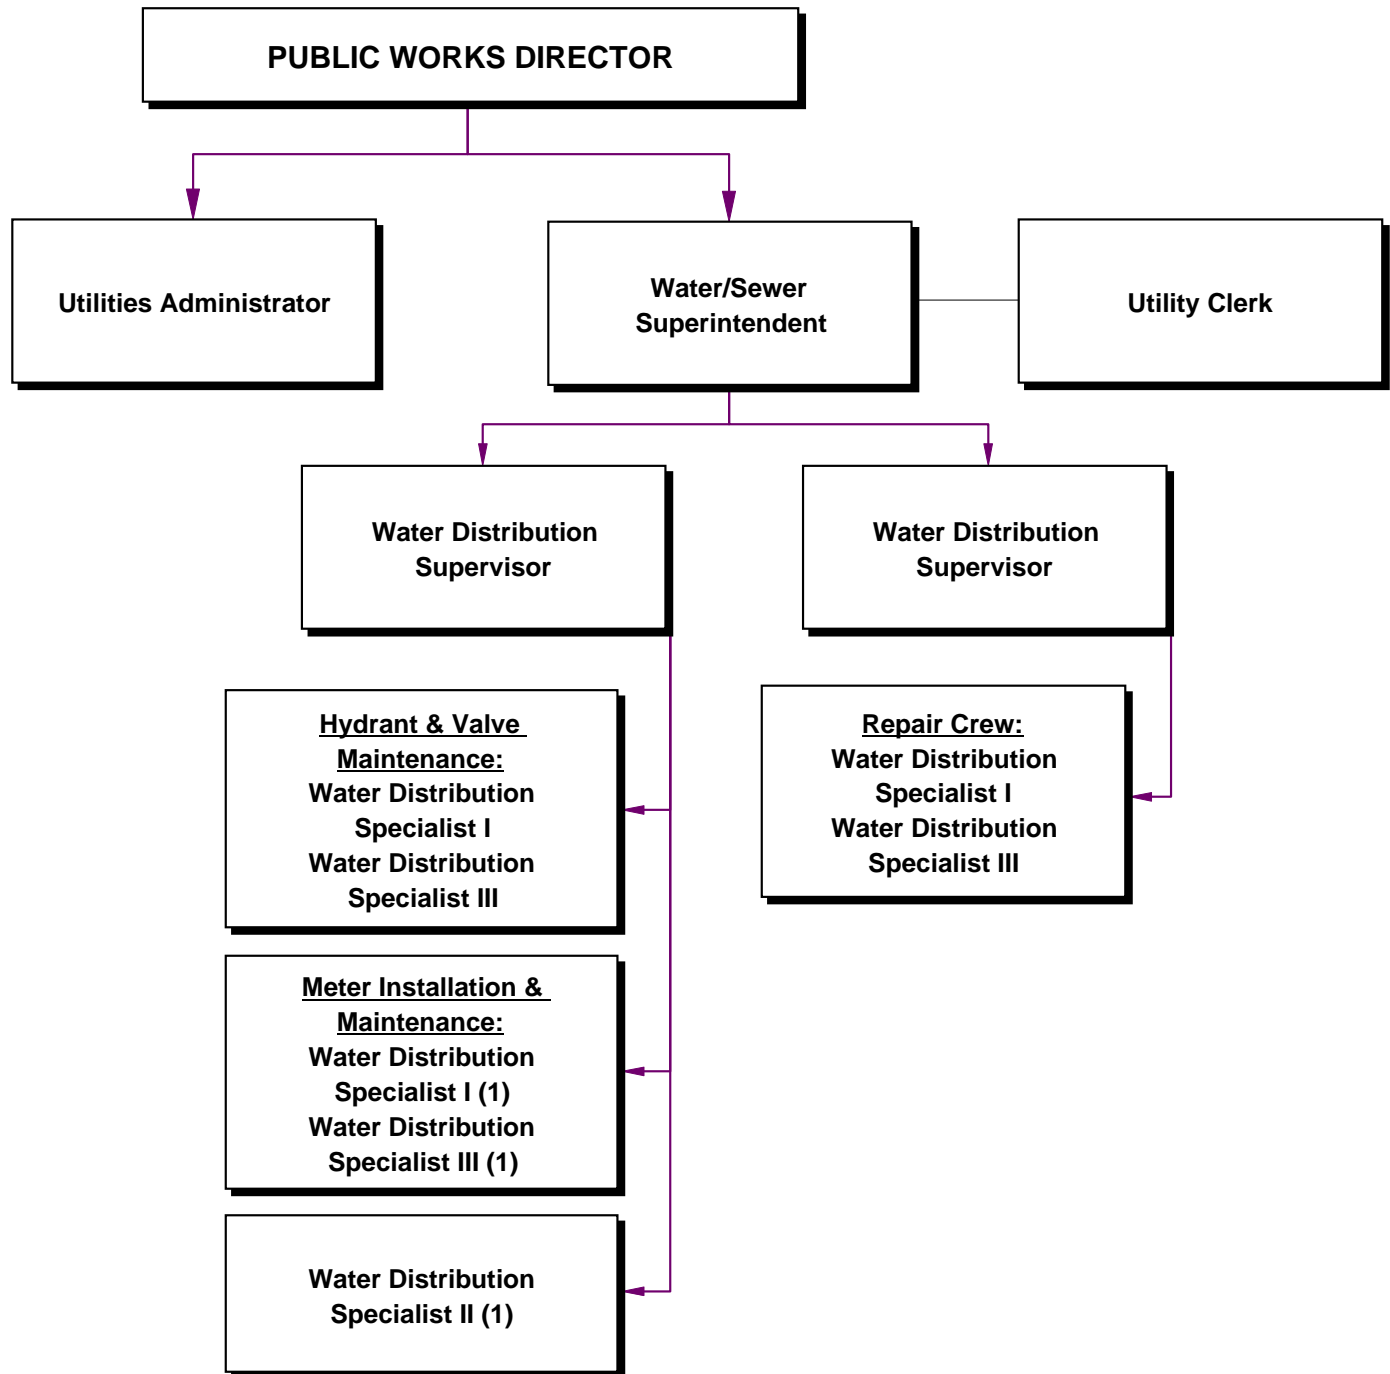 PUBLIC WORKS DIRECTOR
Utilities Administrator
Water/Sewer
Superintendent
Utility Clerk
Water Distribution
Supervisor
Water Distribution
Supervisor
Hydrant & Valve
Maintenance:
Water Distribution
Specialist I
Water Distribution
Specialist III
Repair Crew:
Water Distribution
Specialist I
Water Distribution
Specialist III
Meter Installation &
Maintenance:
Water Distribution
Specialist I (1)
Water Distribution
Specialist III (1)
Water Distribution
Specialist II (1)